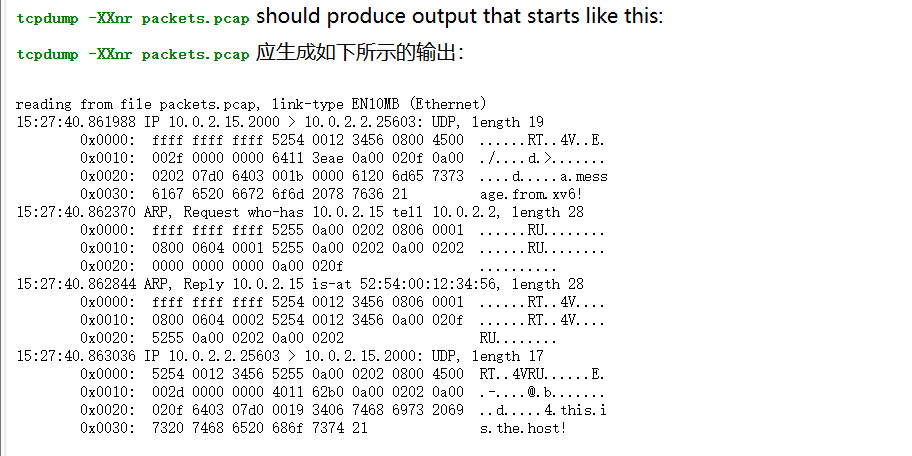 tcpdump -XXnr packets.pcap should produce output that starts like this:
tcpdump -XXnr packets.pcap 应生成如下所示的输出：
reading from file packets.pcap, link-type EN10MB (Ethernet)
15:27:40.861988 IP 10.0.2.15.2000 > 10.0.2.2.25603: UDP, length 19
0x0000:  ffff ffff ffff 5254 0012 3456 0800 4500  ......RT..4V..E.
0x0010:  002f 0000 0000 6411 3eae 0a00 020f 0a00  ./....d.>.......
0x0020:  0202 07d0 6403 001b 0000 6120 6d65 7373  ....d.....a.mess
0x0030:  6167 6520 6672 6f6d 2078 7636 21         age.from.xv6!
15:27:40.862370 ARP, Request who-has 10.0.2.15 tell 10.0.2.2, length 28
0x0000:  ffff ffff ffff 5255 0a00 0202 0806 0001  ......RU........
0x0010:  0800 0604 0001 5255 0a00 0202 0a00 0202  ......RU........
0x0020:  0000 0000 0000 0a00 020f                 ..........
15:27:40.862844 ARP, Reply 10.0.2.15 is-at 52:54:00:12:34:56, length 28
0x0000:  ffff ffff ffff 5254 0012 3456 0806 0001  ......RT..4V....
0x0010:  0800 0604 0002 5254 0012 3456 0a00 020f  ......RT..4V....
0x0020:  5255 0a00 0202 0a00 0202                 RU........
15:27:40.863036 IP 10.0.2.2.25603 > 10.0.2.15.2000: UDP, length 17
0x0000:  5254 0012 3456 5255 0a00 0202 0800 4500  RT..4VRU......E.
0x0010:  002d 0000 0000 4011 62b0 0a00 0202 0a00  .-....@.b.......
0x0020:  020f 6403 07d0 0019 3406 7468 6973 2069  ..d.....4.this.i
0x0030:  7320 7468 6520 686f 7374 21              s.the.host!